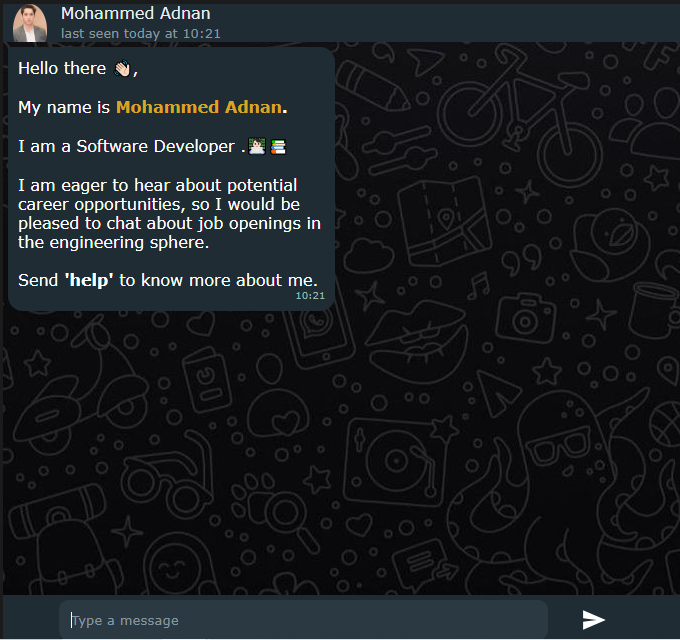 Mohammed Adnan
last seen today at 10:21
Hello there 👋🏻,
My name is Mohammed Adnan.
I am a Software Developer .👨🏻‍💻📚
I am eager to hear about potential
career opportunities, so I would be
pleased to chat about job openings in
the engineering sphere.
Send 'help' to know more about me.
10:21
Type a message